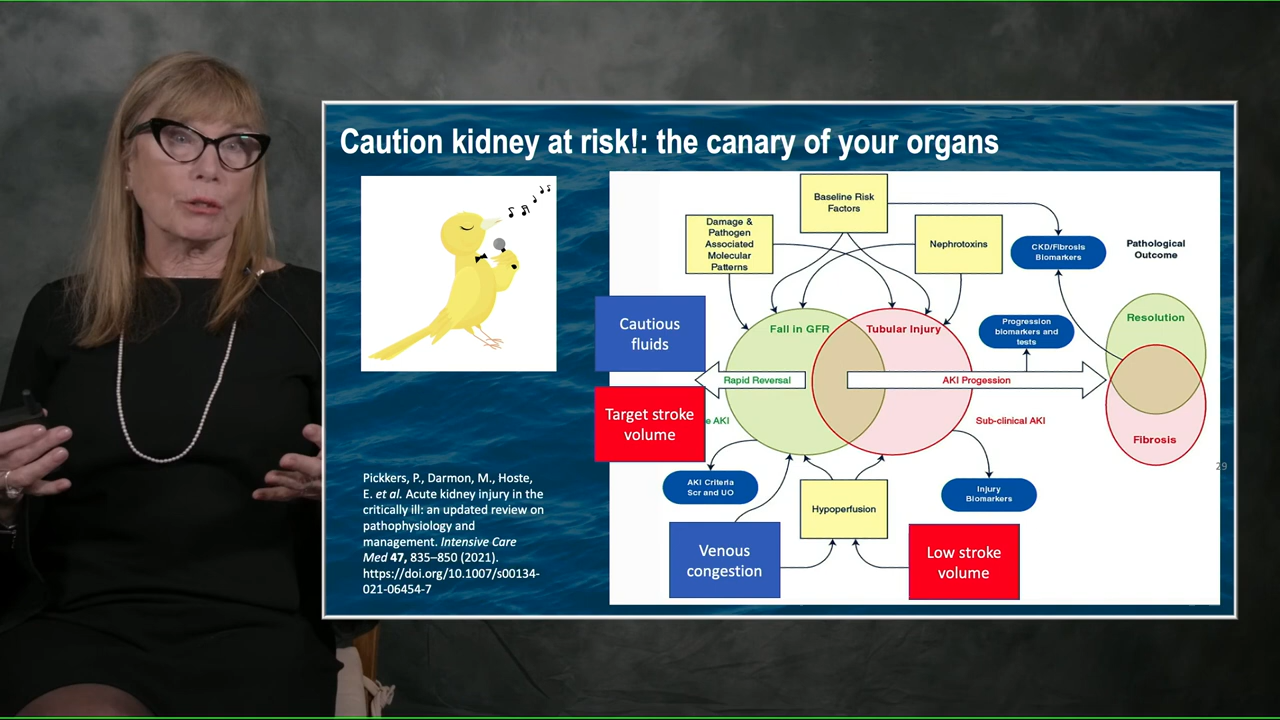 Caution kidney at risk!: the canary of your organs
Pickkers, P., Darmon, M., Hoste,
E. et al. Acute kidney injury in the
critically ill: an updated review on
pathophysiology and
management. Intensive Care
Med 47, 835–850 (2021).
https://doi.org/10.1007/s00134-
021-06454-7
Baseline Risk
Factors
Damage &
Pathogen
Associated
Molecular
Patterns
Nephrotoxins
CKD/Fibrosis
Biomarkers
Pathological
Outcome
Cautious
fluids
Fall in GFR
Tubular Injury
Progression
biomarkers and
tests
Resolution
Rapid Reversal
AKI Progession
Target stroke
volume
e AKI
Sub-clinical AKI
Fibrosis
29
AKI Criteria
Scr and UO
Injury
Biomarkers
Hypoperfusion
Venous
congestion
Low stroke
volume